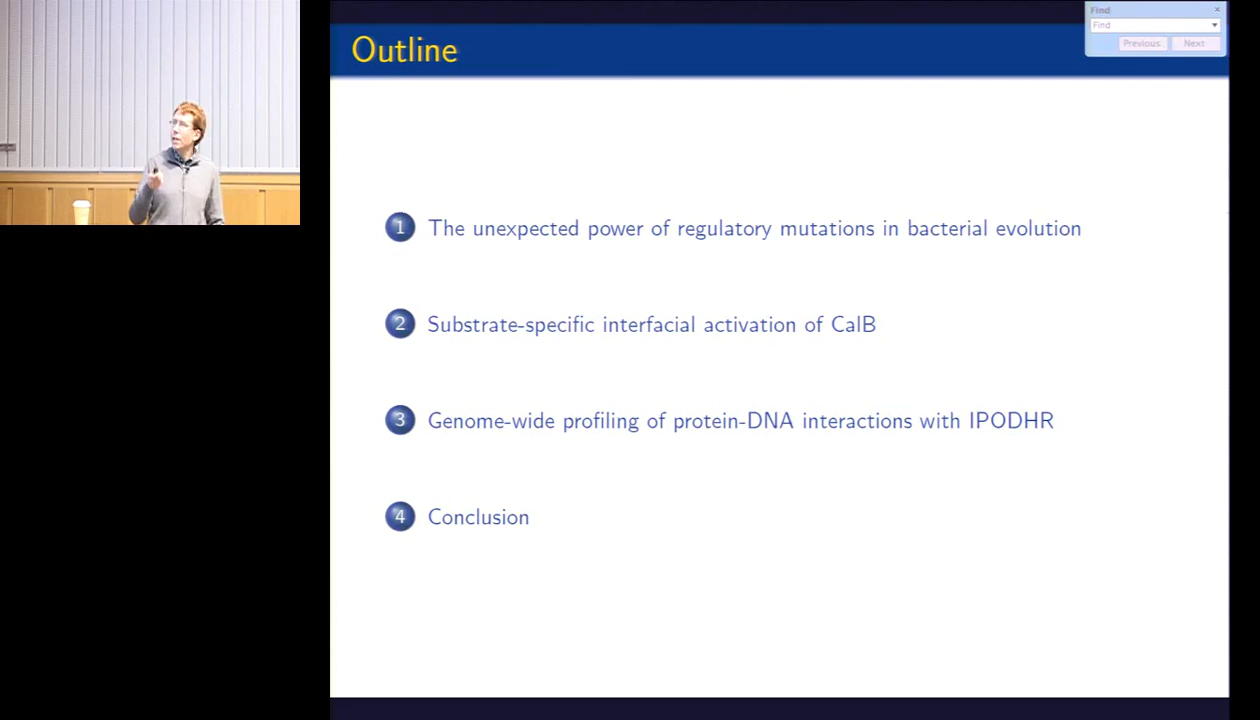 Outline
Find
Find
Previous
Next
1 The unexpected power of regulatory mutations in bacterial evolution
2 Substrate-specific interfacial activation of CalB
3 Genome-wide profiling of protein-DNA interactions with IPODHR
4 Conclusion